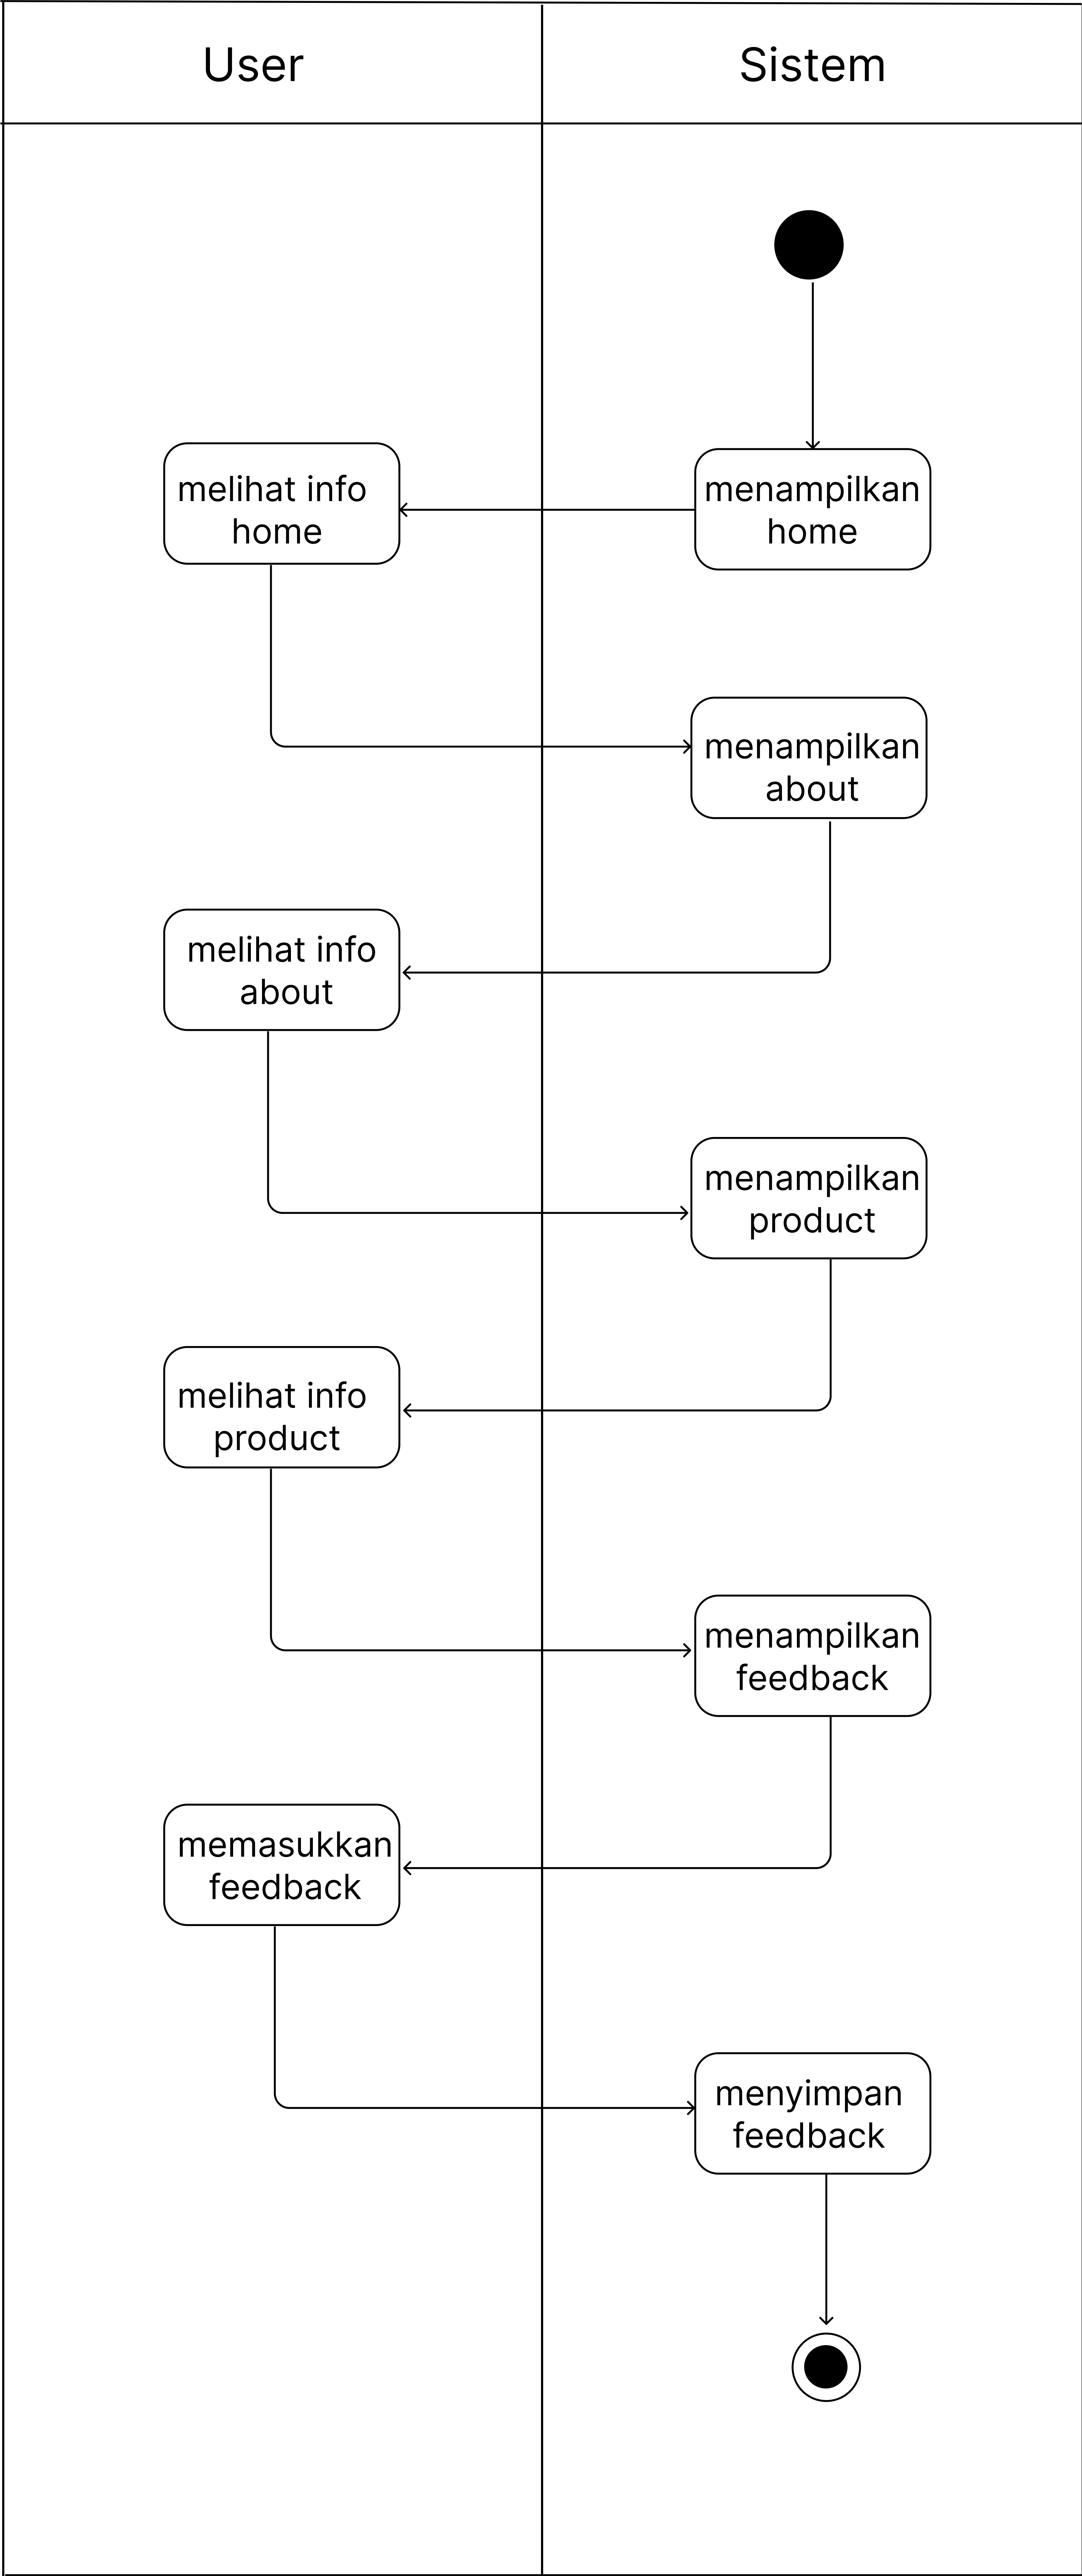 User
Sistem
menampilkan
home
melihat info
home
menampilkan
about
melihat info
about
menampilkan
product
melihat info
product
menampilkan
feedback
memasukkan
feedback
menyimpan
feedback